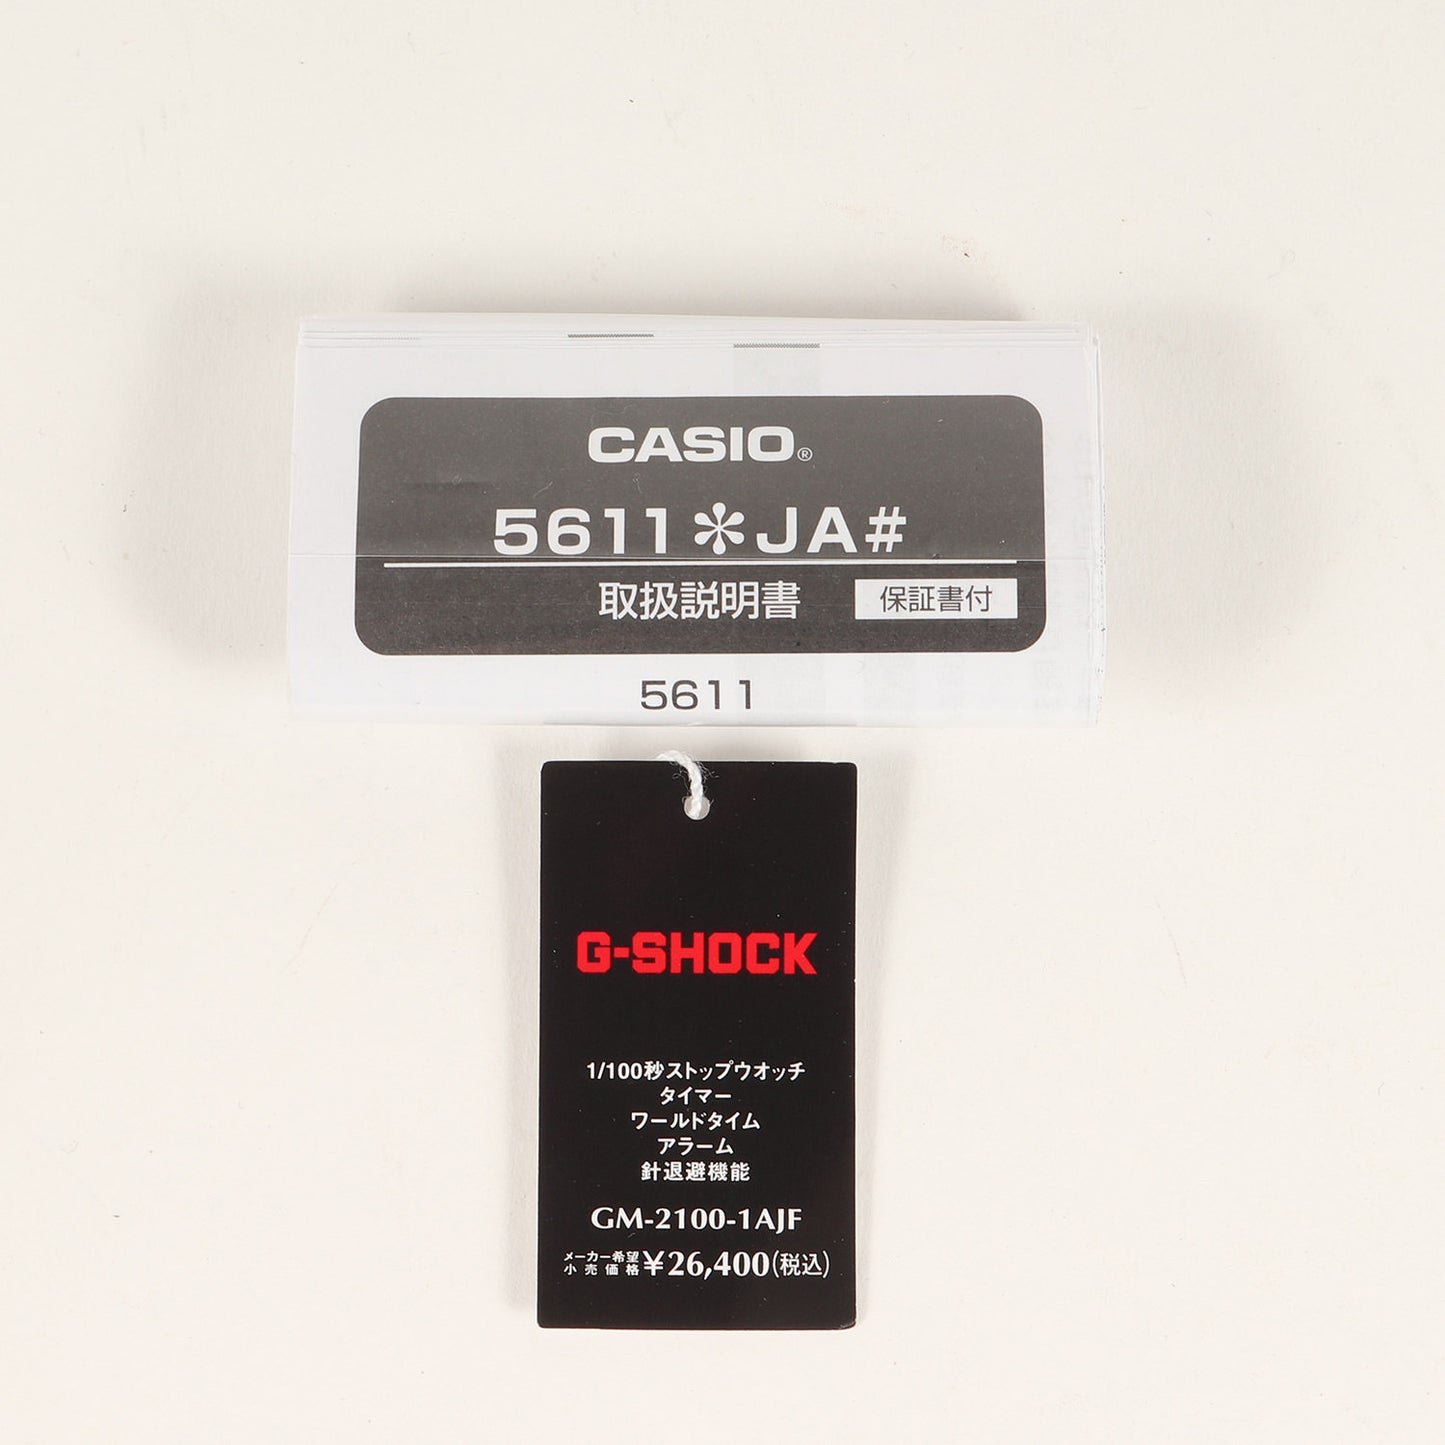 CASIO®
5611＊JA#
取扱説明書 保証書付
5611
G-SHOCK
1/100秒ストップウオッチ
タイマー
ワールドタイム
アラーム
針退避機能
GM-2100-1AJF
メーカー希望小売価格¥26,400(税込)